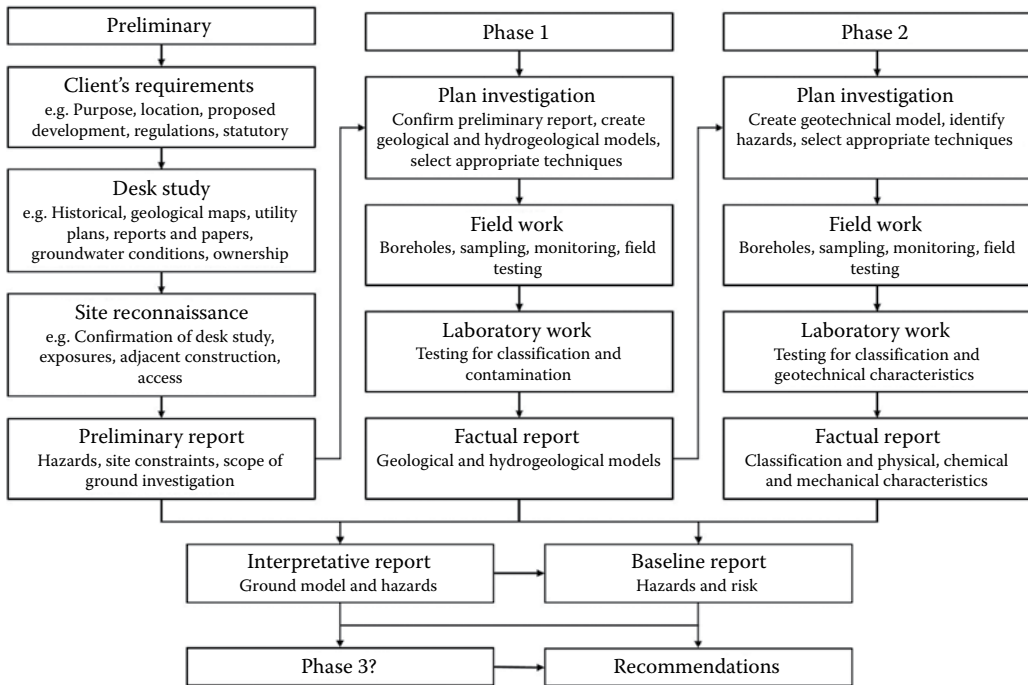 Preliminary
Client's requirements
e.g. Purpose, location, proposed
development, regulations, statutory
Desk study
e.g. Historical, geological maps, utility
plans, reports and papers,
groundwater conditions, ownership
Site reconnaissance
e.g. Confirmation of desk study,
exposures, adjacent construction,
access
Preliminary report
Hazards, site constraints, scope of
ground investigation
Phase 1
Plan investigation
Confirm preliminary report, create
geological and hydrogeological models,
select appropriate techniques
Field work
Boreholes, sampling, monitoring, field
testing
Laboratory work
Testing for classification and
contamination
Factual report
Geological and hydrogeological models
Phase 2
Plan investigation
Create geotechnical model, identify
hazards, select appropriate techniques
Field work
Boreholes, sampling, monitoring, field
testing
Laboratory work
Testing for classification and
geotechnical characteristics
Factual report
Classification and physical, chemical
and mechanical characteristics
Interpretative report
Ground model and hazards
Baseline report
Hazards and risk
Phase 3?
Recommendations